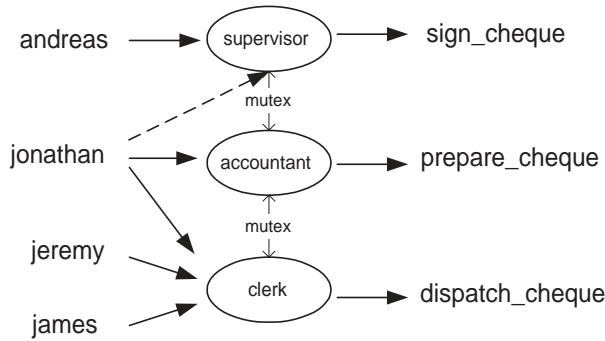 andreas
supervisor
sign_cheque
mutex
jonathan
accountant
prepare_cheque
mutex
jeremy
clerk
dispatch_cheque
james